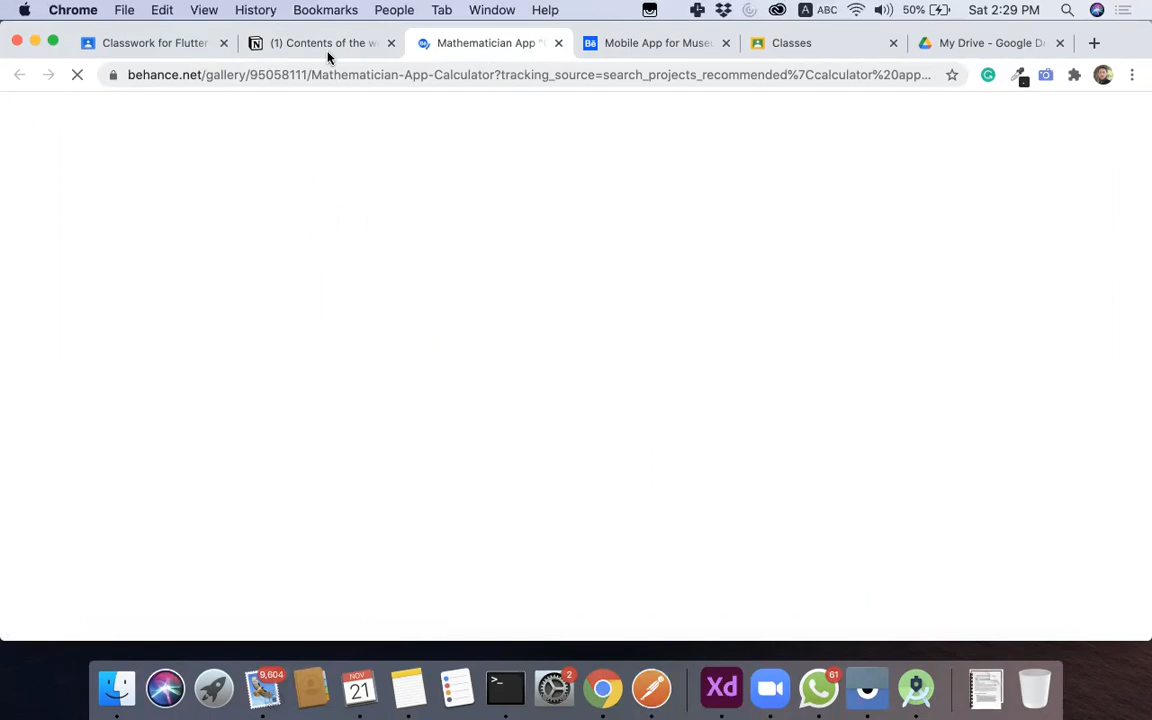 Chrome File Edit View History Bookmarks People Tab Window Help A ABC 50% Sat 2:29 PM
Classwork for Flutter (1) Contents of the w Mathematician App " Mobile App for Muse Classes My Drive - Google D
behance.net/gallery/95058111/Mathematician-App-Calculator?tracking_source=search_projects_recommended%7Ccalculator%20app...
9,604 NOV 21 >_ 2 Xd 61